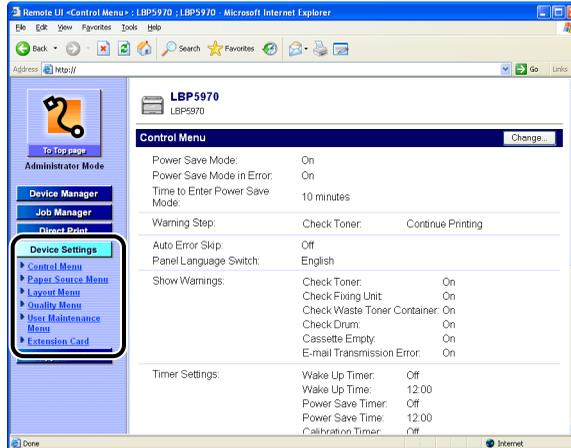 Remote UI <Control Menu> : LBP5970 ; LBP5970 - Microsoft Internet Explorer
File Edit View Favorites Tools Help
Back Search Favorites
Address http:// Go Links
To Top page
Administrator Mode
Device Manager
Job Manager
Direct Print
Device Settings
Control Menu
Paper Source Menu
Layout Menu
Quality Menu
User Maintenance
Menu
Extension Card
LBP5970
LBP5970
Control Menu Change...
Power Save Mode: On
Power Save Mode in Error: On
Time to Enter Power Save
Mode: 10 minutes
Warning Step: Check Toner: Continue Printing
Auto Error Skip: Off
Panel Language Switch: English
Show Warnings: Check Toner: On
Check Fixing Unit: On
Check Waste Toner Container: On
Check Drum: On
Cassette Empty: On
E-mail Transmission Error: On
Timer Settings: Wake Up Timer: Off
Wake Up Time: 12:00
Power Save Timer: Off
Power Save Time: 12:00
Calibration Timer: Off
Done Internet